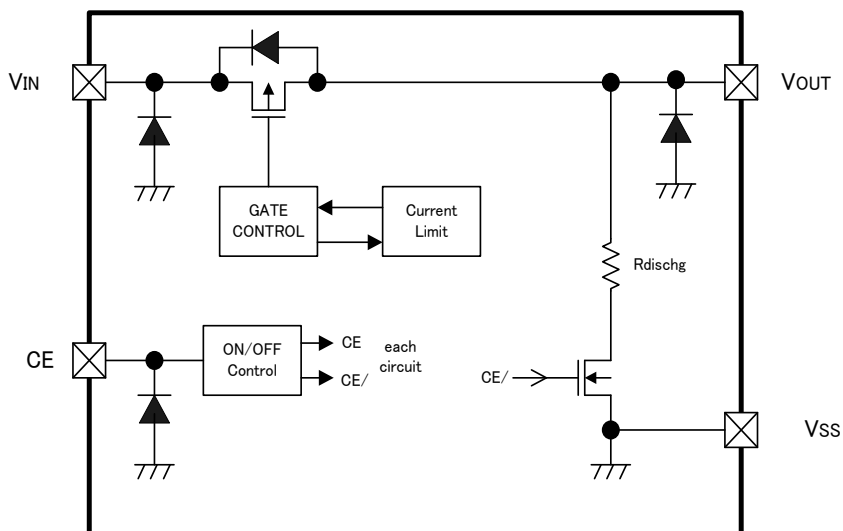 VIN
VOUT
GATE
CONTROL
Current
Limit
Rdischg
CE
ON/OFF
Control
CE
CE/
each
circuit
CE/
VSS